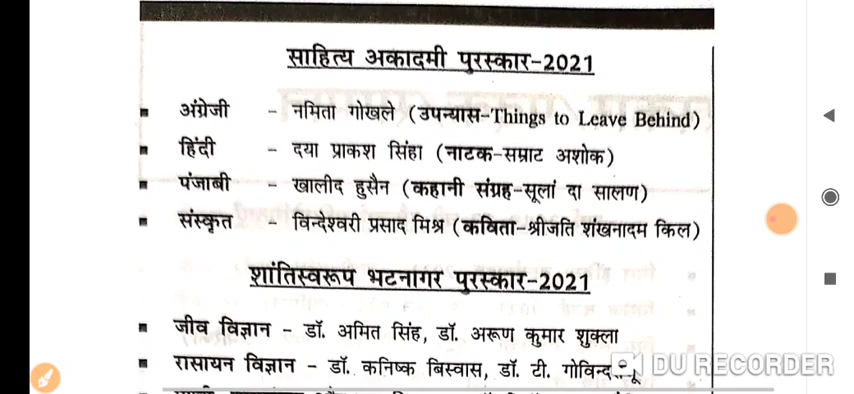 साहित्य अकादमी पुरस्कार-2021
▪ अंग्रेजी - नमिता गोखले (उपन्यास-Things to Leave Behind)
▪ हिंदी - दया प्रकाश सिंहा (नाटक-सम्राट अशोक)
▪ पंजाबी - खालीद हुसैन (कहानी संग्रह-सूलां दा सालण)
▪ संस्कृत - विन्देश्वरी प्रसाद मिश्र (कविता-श्रीजति शंखनादम किल)
शांतिस्वरूप भटनागर पुरस्कार-2021
▪ जीव विज्ञान - डॉ. अमित सिंह, डॉ. अरूण कुमार शुक्ला
▪ रासायन विज्ञान - डॉ. कनिष्क बिस्वास, डॉ. टी.
DU RECORDER